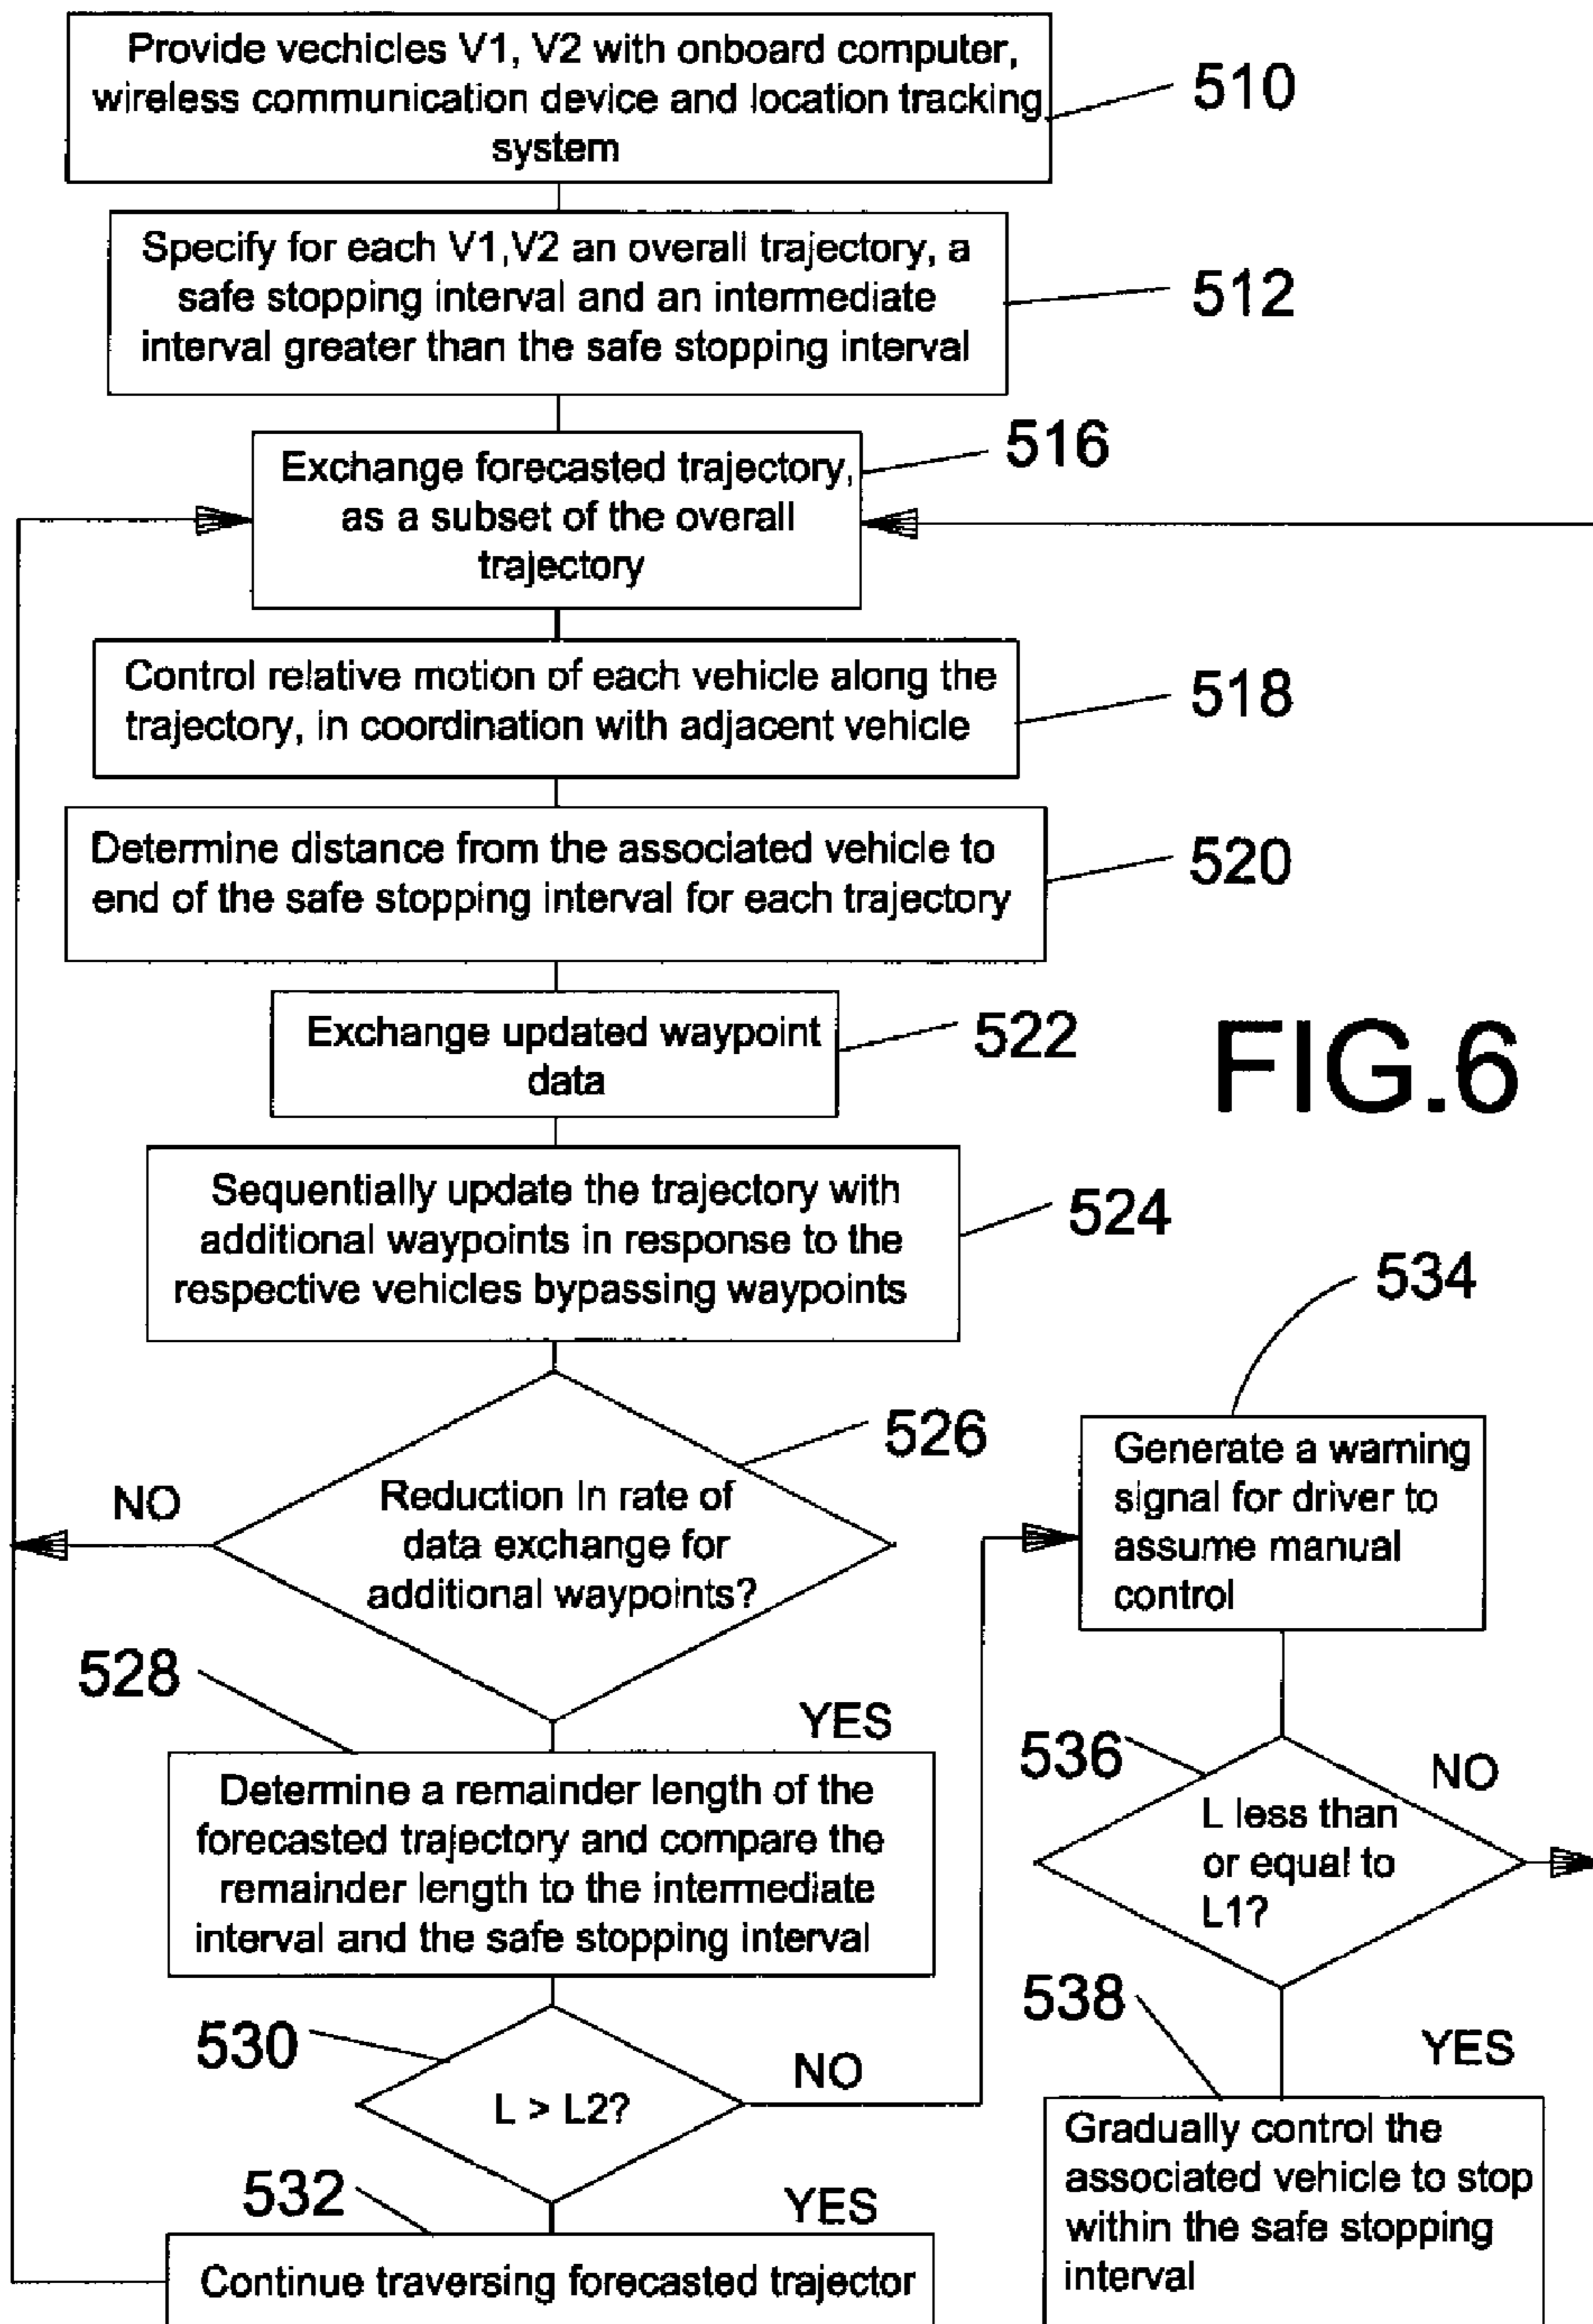 Provide vechicles V1, V2 with onboard computer,
wireless communication device and location tracking
system
510
Specify for each V1,V2 an overall trajectory, a
safe stopping interval and an intermediate
interval greater than the safe stopping interval
512
Exchange forecasted trajectory,
as a subset of the overall
trajectory
516
Control relative motion of each vehicle along the
trajectory, in coordination with adjacent vehicle
518
Determine distance from the associated vehicle to
end of the safe stopping interval for each trajectory
520
Exchange updated waypoint
data
522
FIG.6
Sequentially update the trajectory with
additional waypoints in response to the
respective vehicles bypassing waypoints
524
Reduction In rate of
data exchange for
additional waypoints?
526
NO
YES
528
Determine a remainder length of the
forecasted trajectory and compare the
remainder length to the intermediate
interval and the safe stopping interval
530
L > L2?
NO
YES
532
Continue traversing forecasted trajector
534
Generate a warning
signal for driver to
assume manual
control
536
L less than
or equal to
L1?
NO
YES
538
Gradually control the
associated vehicle to stop
within the safe stopping
interval